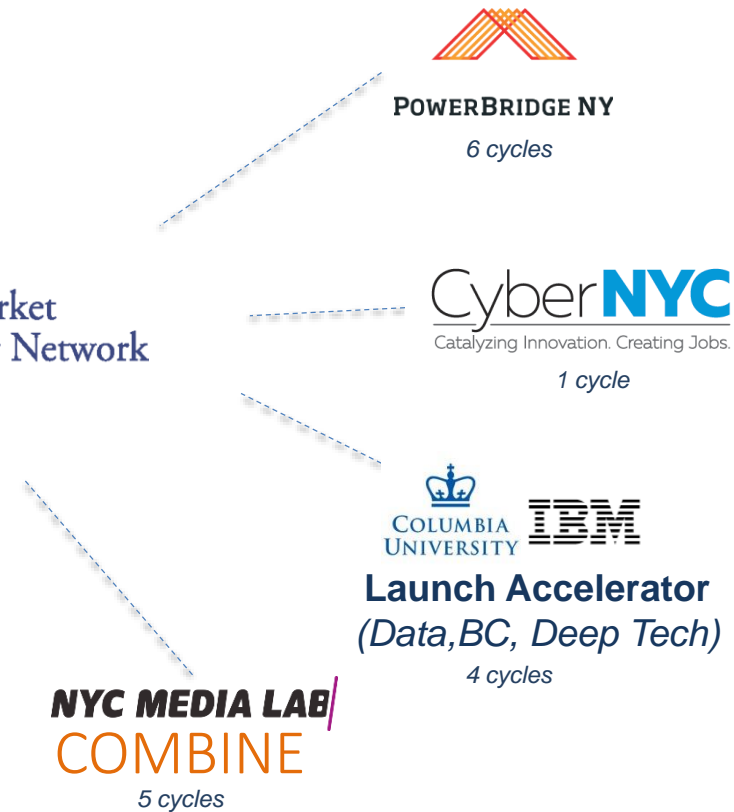 POWERBRIDGE NY
6 cycles
CyberNYC
Catalyzing Innovation. Creating Jobs.
1 cycle
Network
COLUMBIA
UNIVERSITY
IBM
Launch Accelerator
(Data,BC, Deep Tech)
4 cycles
NYC MEDIA LAB
COMBINE
5 cycles